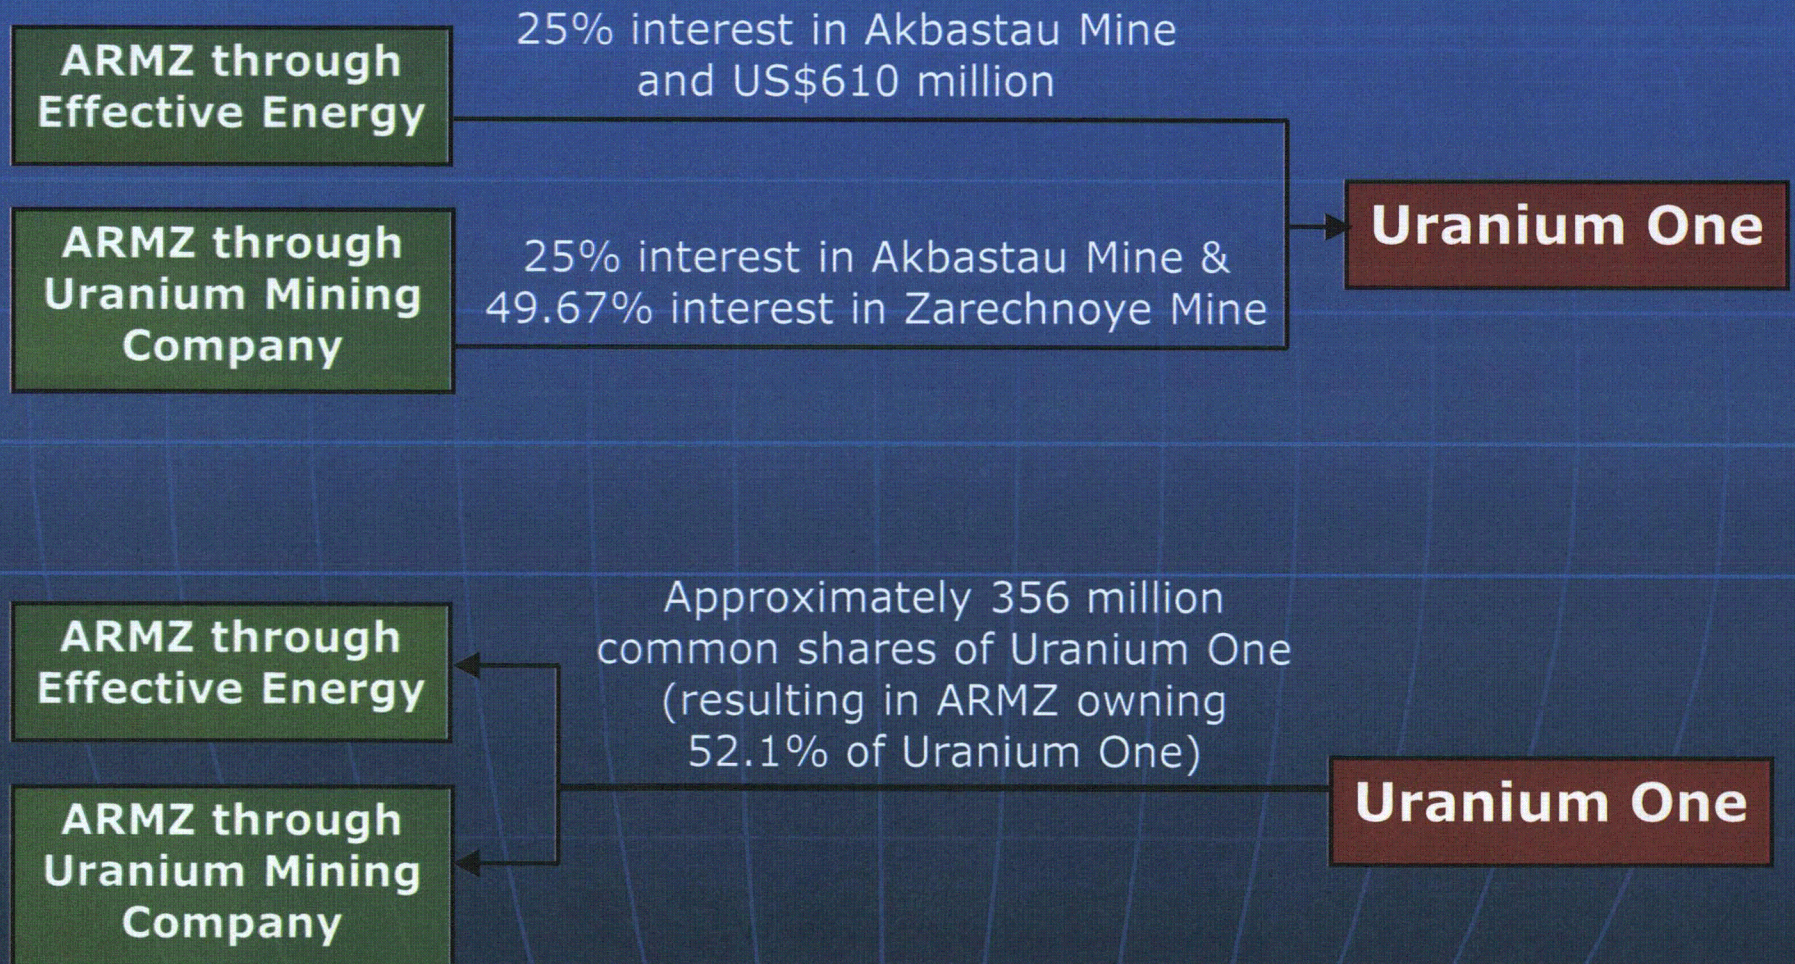 ARMZ through
Effective Energy
25% interest in Akbastau Mine
and US$610 million
ARMZ through
Uranium Mining
Company
25% interest in Akbastau Mine &
49.67% interest in Zarechnoye Mine
Uranium One
ARMZ through
Effective Energy
Approximately 356 million
common shares of Uranium One
(resulting in ARMZ owning
52.1% of Uranium One)
ARMZ through
Uranium Mining
Company
Uranium One